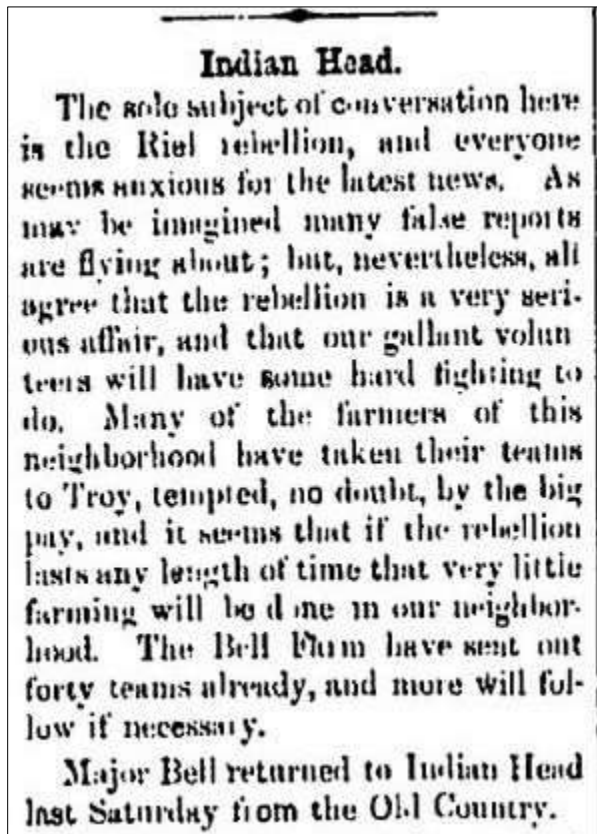 Indian Head.
The sole subject of conversation here
is the Riel rebellion, and everyone
seems anxious for the latest news. As
may be imagined many false reports
are flying about; but, nevertheless, all
agree that the rebellion is a very seri-
ous affair, and that our gallant volun
teers will have some hard fighting to
do. Many of the farmers of this
neighborhood have taken their teams
to Troy, tempted, no doubt, by the big
pay, and it seems that if the rebellion
lasts any length of time that very little
farming will be done in our neighbor-
hood. The Bell Farm have sent out
forty teams already, and more will fol-
low if necessary.
Major Bell returned to Indian Head
last Saturday from the Old Country.